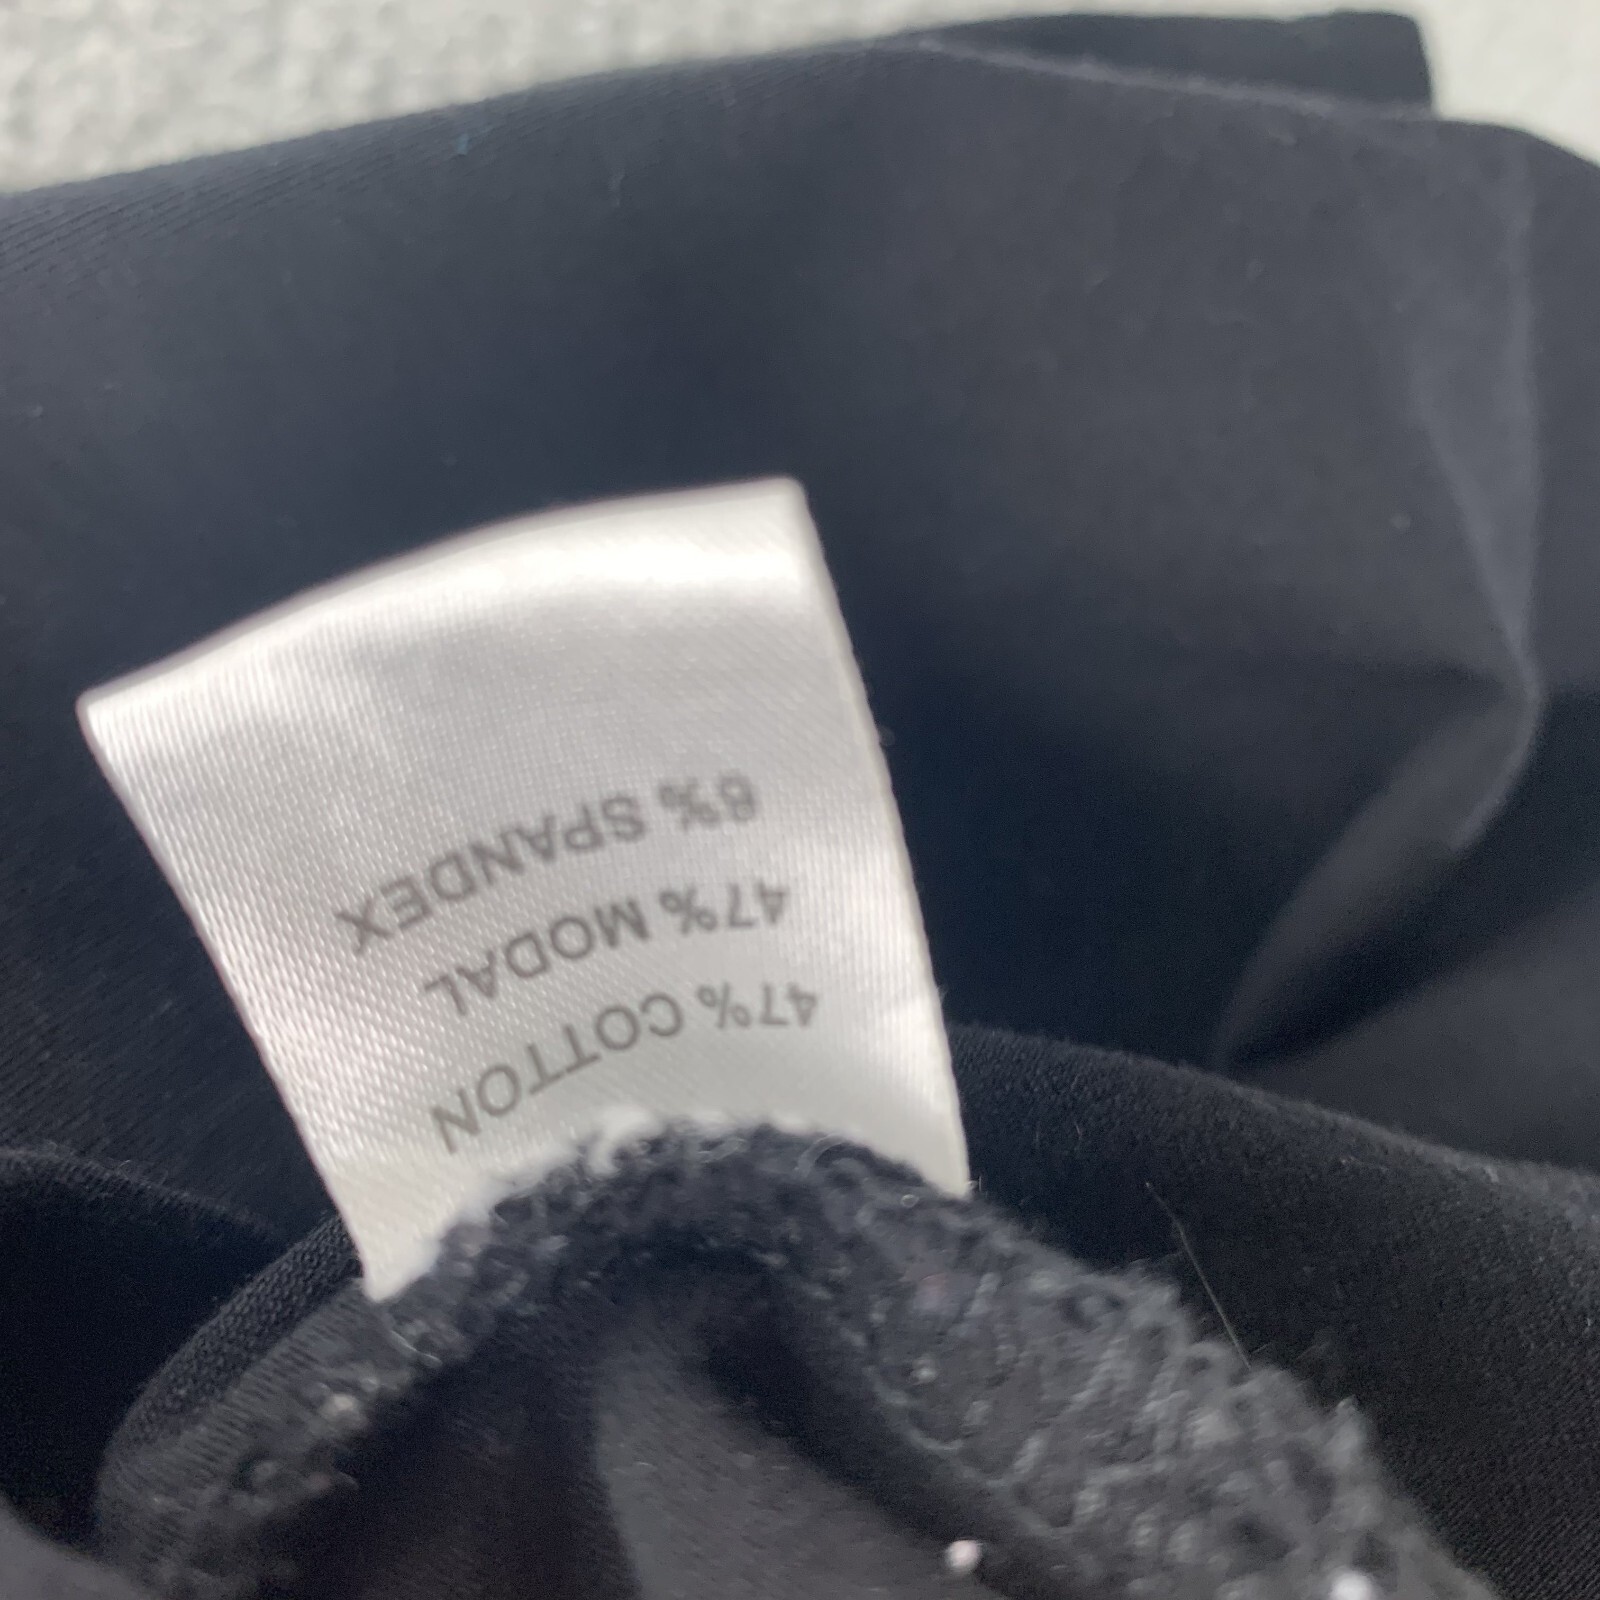 47% COTTON
47% MODAL
6% SPANDEX